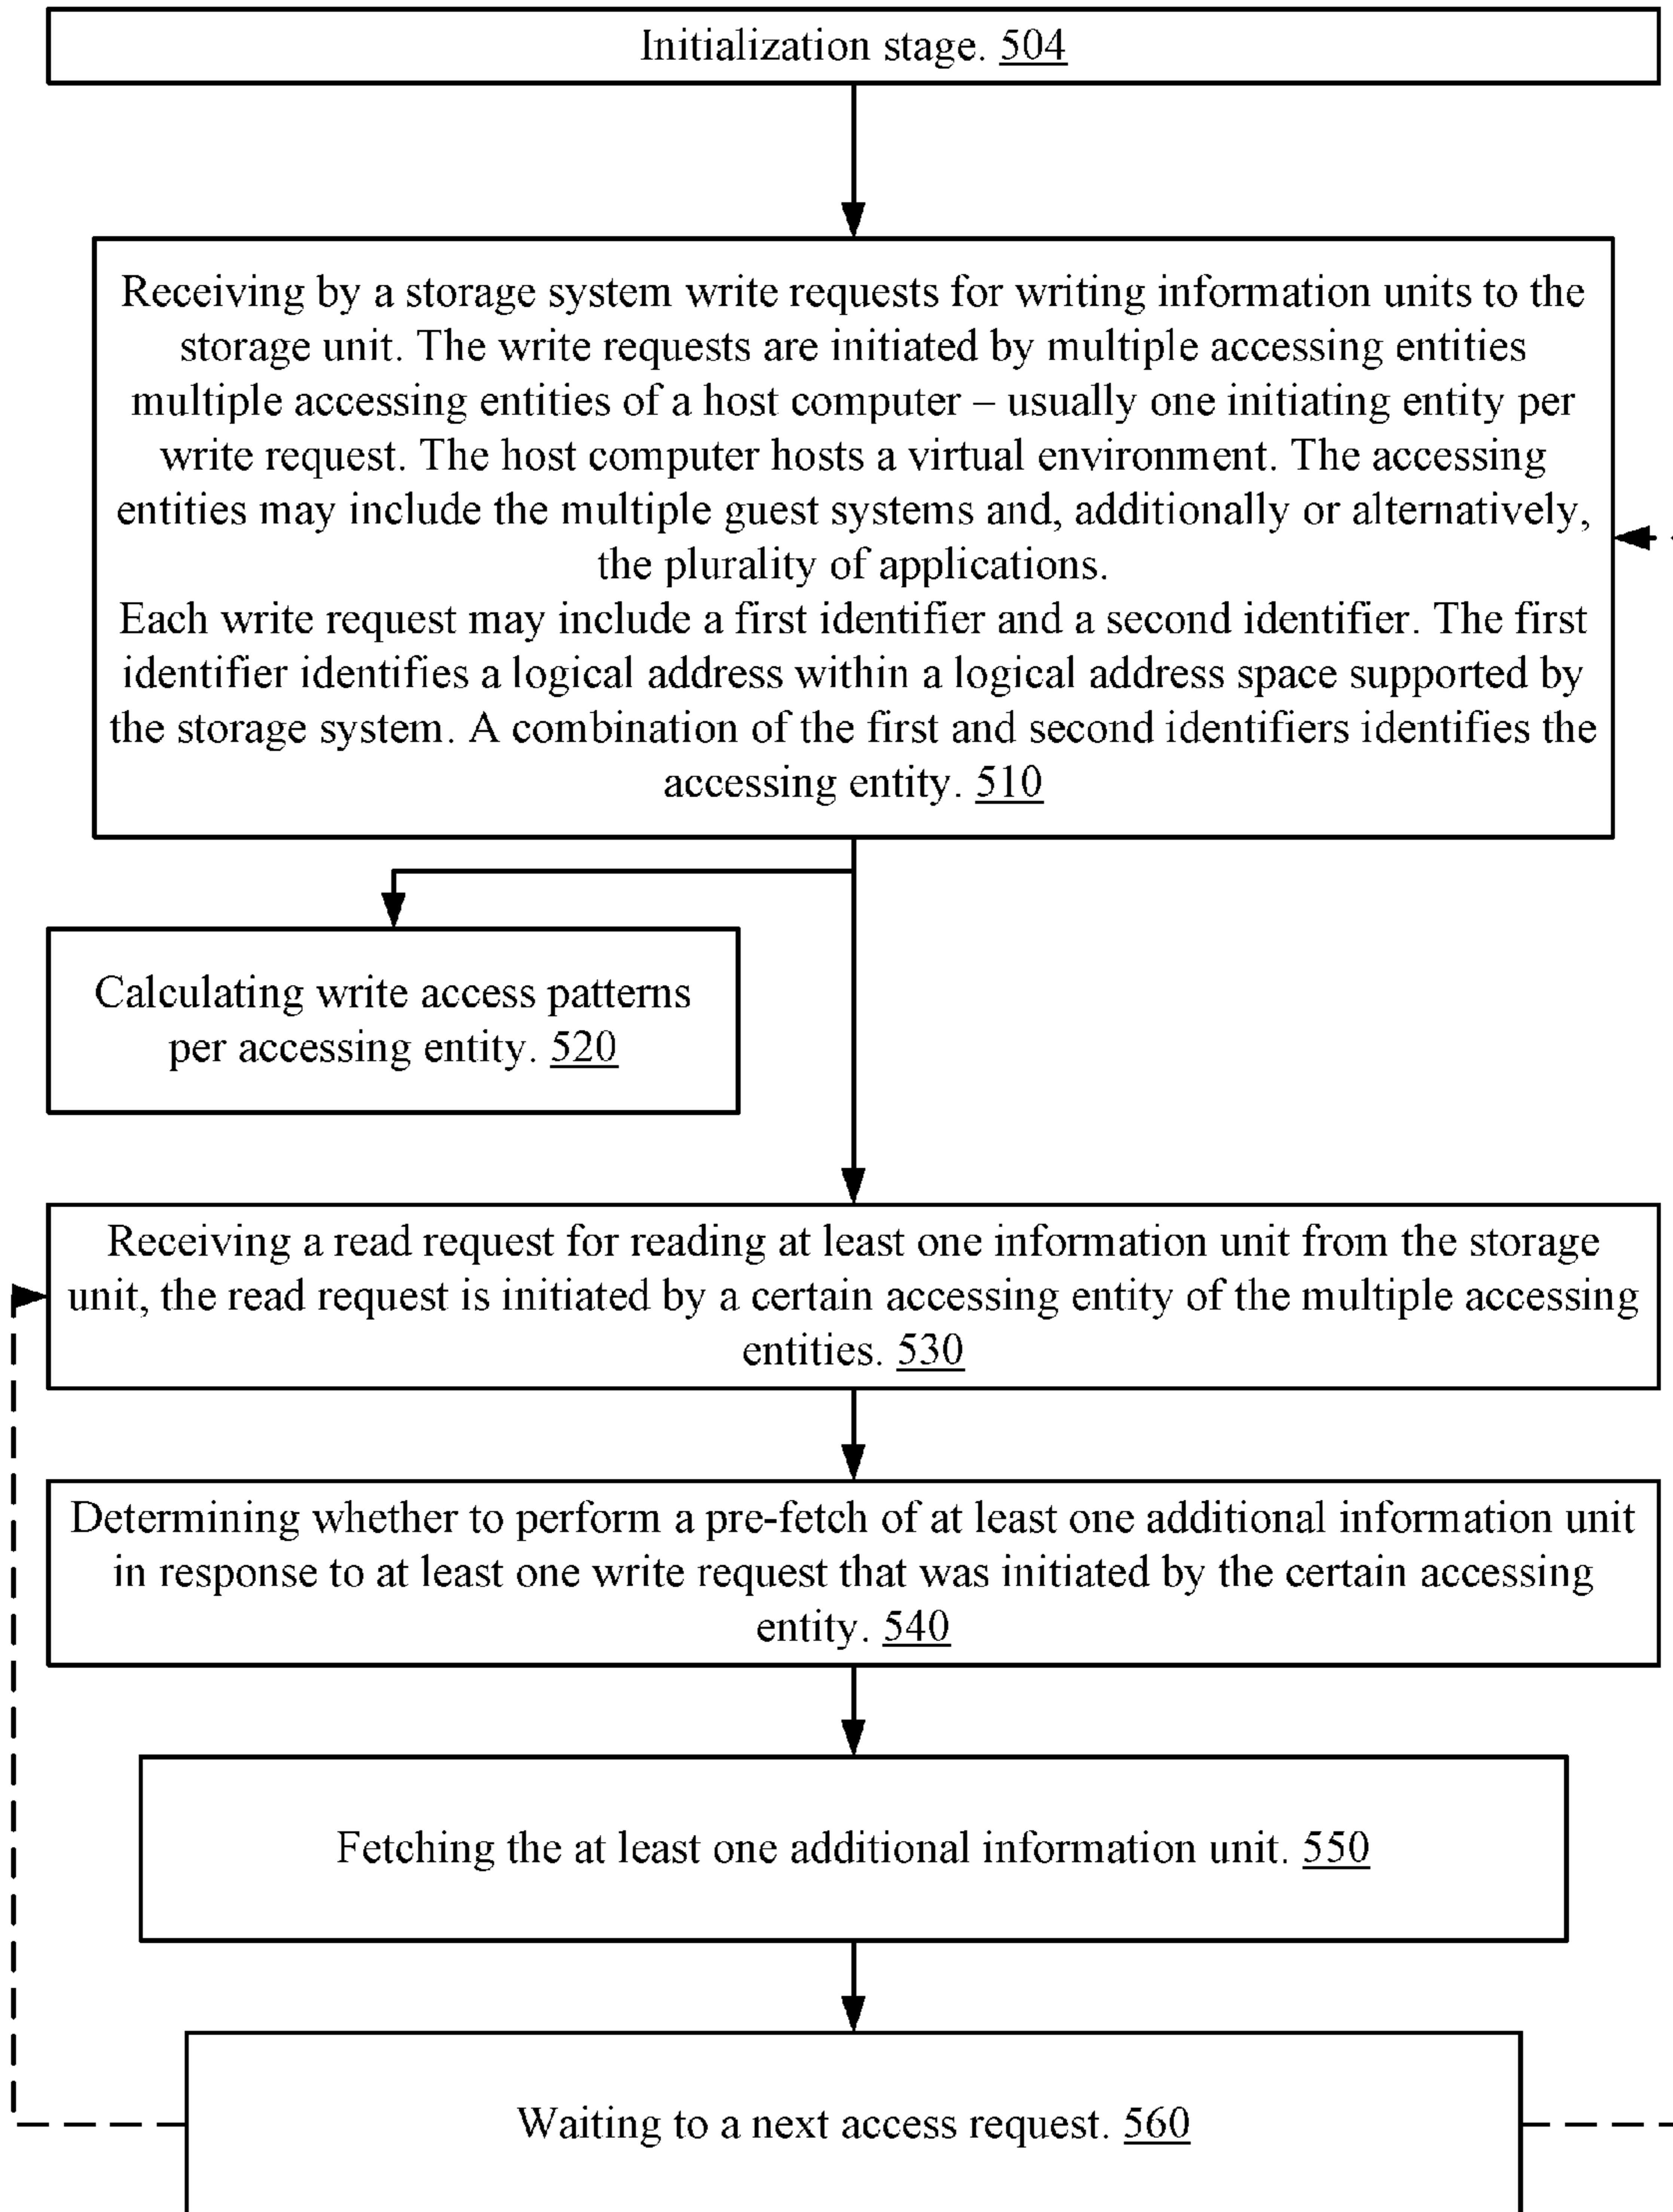 Initialization stage. 504
Receiving by a storage system write requests for writing information units to the
storage unit. The write requests are initiated by multiple accessing entities
multiple accessing entities of a host computer – usually one initiating entity per
write request. The host computer hosts a virtual environment. The accessing
entities may include the multiple guest systems and, additionally or alternatively,
the plurality of applications.
Each write request may include a first identifier and a second identifier. The first
identifier identifies a logical address within a logical address space supported by
the storage system. A combination of the first and second identifiers identifies the
accessing entity. 510
Calculating write access patterns
per accessing entity. 520
Receiving a read request for reading at least one information unit from the storage
unit, the read request is initiated by a certain accessing entity of the multiple accessing
entities. 530
Determining whether to perform a pre-fetch of at least one additional information unit
in response to at least one write request that was initiated by the certain accessing
entity. 540
Fetching the at least one additional information unit. 550
Waiting to a next access request. 560